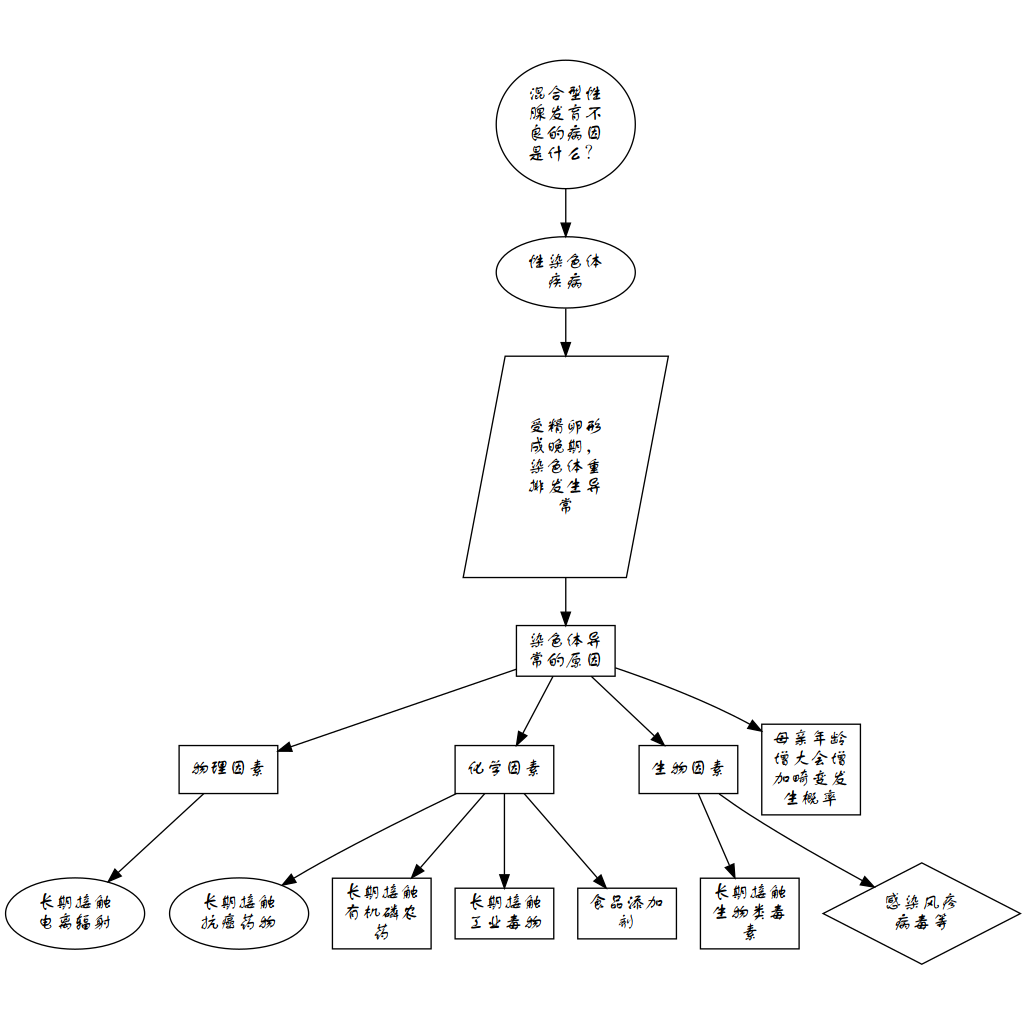 混合型性
腺发育不
良的病因
是什么？
性染色体
疾病
受精卵形
成晚期，
染色体重
排发生异
常
染色体异
常的原因
物理因素
化学因素
生物因素
母亲年龄
增大会增
加畸变发
生概率
长期接触
电离辐射
长期接触
抗癌药物
长期接触
有机磷农
药
长期接触
工业毒物
食品添加
剂
长期接触
生物类毒
素
感染风疹
病毒等